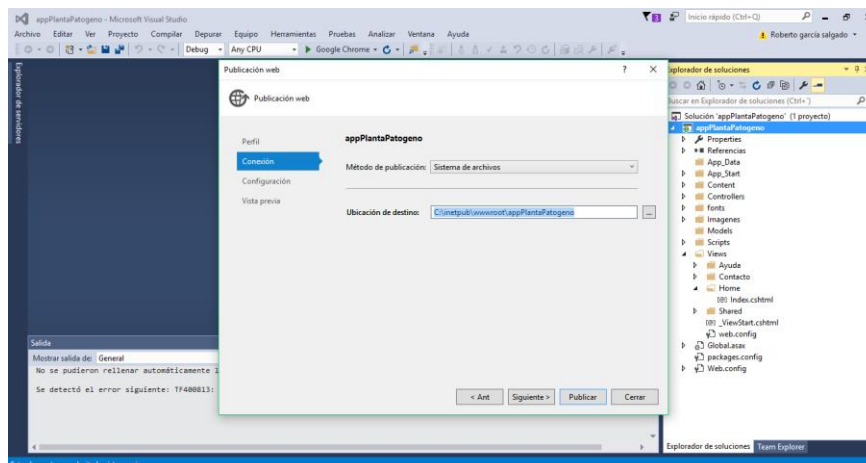 appPlantaPatogeno - Microsoft Visual Studio
Inicio rápido (Ctrl+Q)
Archivo Editar Ver Proyecto Compilar Depurar Equipo Herramientas Pruebas Analizar Ventana Ayuda
Roberto garcía salgado
Debug Any CPU Google Chrome
Explorador de servidores
Publicación web ? ×
Publicación web
Perfil
Conexión
Configuración
Vista previa
appPlantaPatogeno
Método de publicación: Sistema de archivos
Ubicación de destino: C:\inetpub\wwwroot\appPlantaPatogeno ...
< Ant Siguiente > Publicar Cerrar
Salida
Mostrar salida de: General
No se pudieron rellenar automáticamente
Se detectó el error siguiente: TF400813:
xplorador de soluciones
uscar en Explorador de soluciones (Ctrl+')
Solución 'appPlantaPatogeno' (1 proyecto)
appPlantaPatogeno
Properties
Referencias
App_Data
App_Start
Content
Controllers
fonts
Imagenes
Models
Scripts
Views
Ayude
Contacto
Home
Index.cshtml
Shared
_ViewStart.cshtml
web.config
Global.asax
packages.config
Web.config
Explorador de soluciones Team Explorer